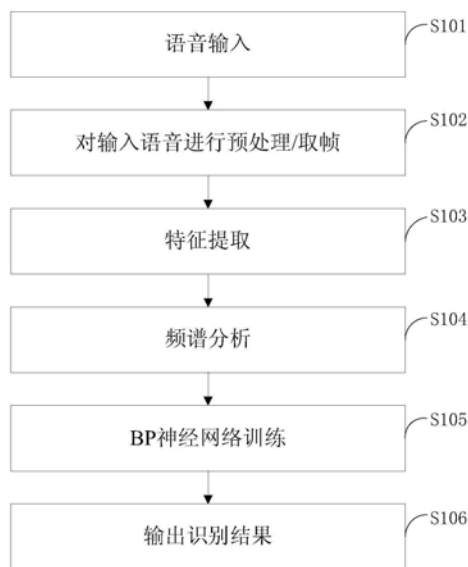 语音输入
S101
对输入语音进行预处理/取帧
S102
特征提取
S103
频谱分析
S104
BP神经网络训练
S105
输出识别结果
S106